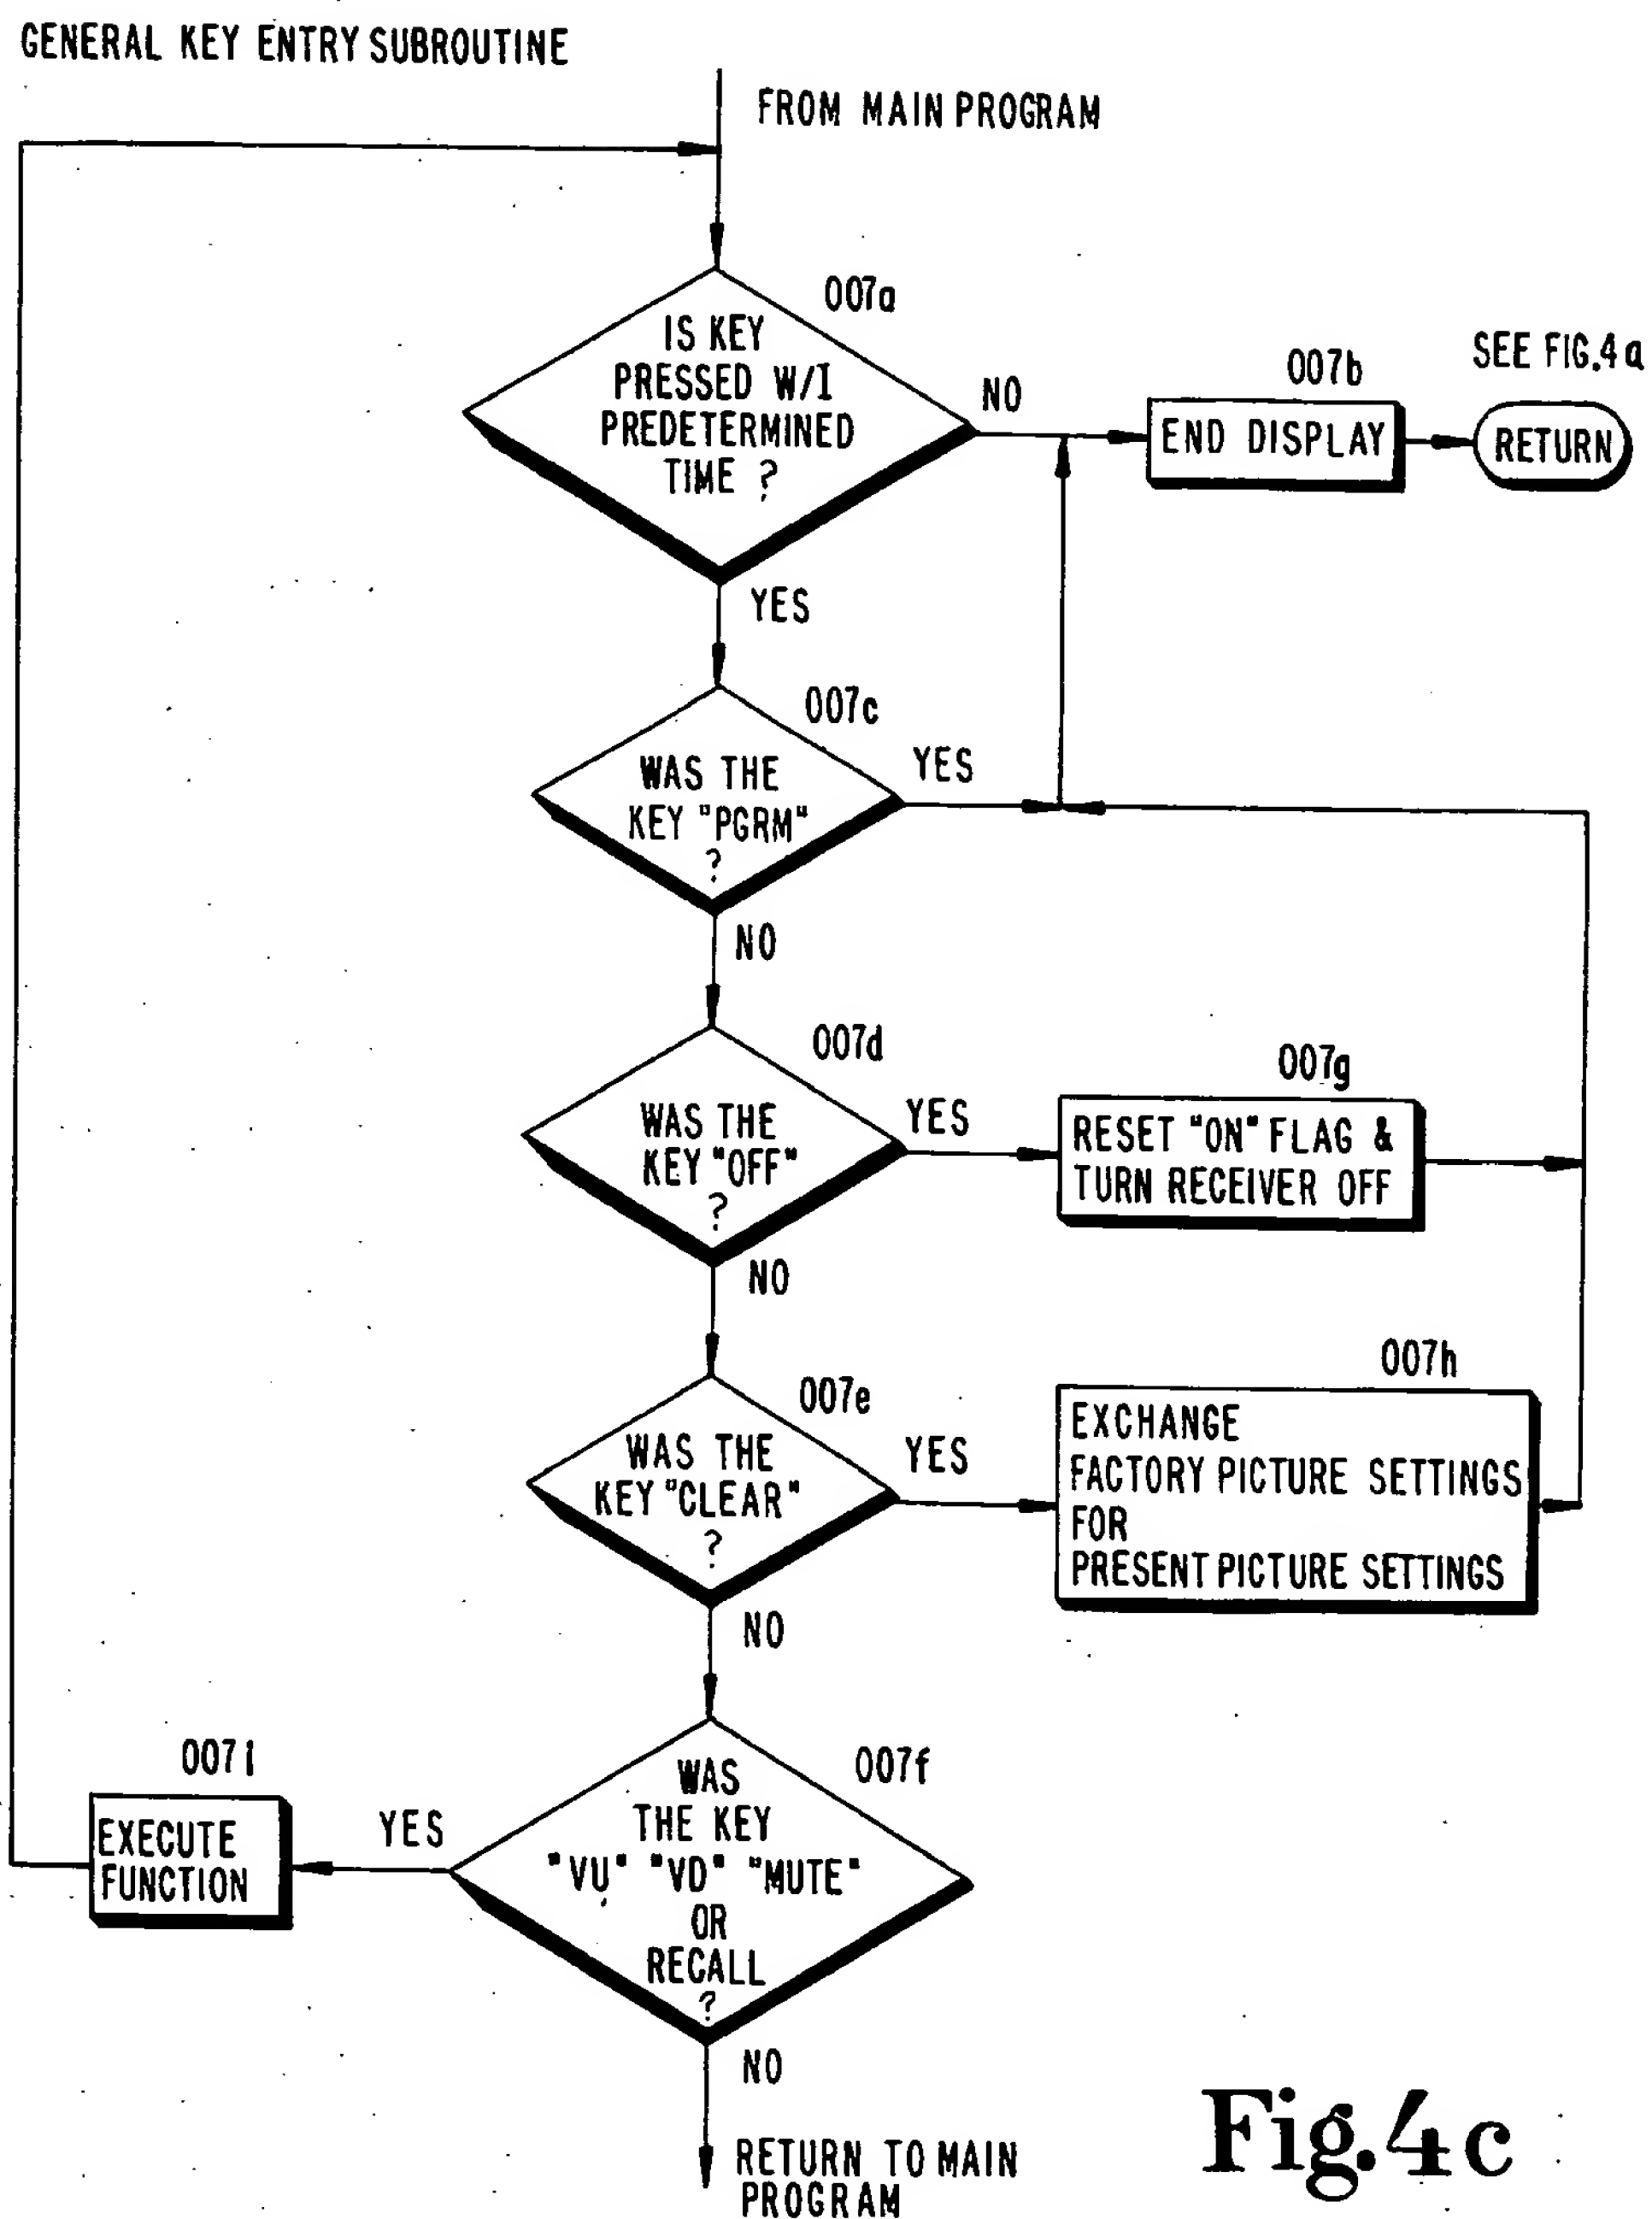 GENERAL KEY ENTRY SUBROUTINE
FROM MAIN PROGRAM
007a
IS KEY
PRESSED W/I
PREDETERMINED
TIME ?
NO
007b
END DISPLAY
SEE FIG.4a
RETURN
YES
007c
WAS THE
KEY "PGRM"
?
YES
NO
007d
WAS THE
KEY "OFF"
?
YES
007g
RESET "ON" FLAG &
TURN RECEIVER OFF
NO
007e
WAS THE
KEY "CLEAR"
?
YES
007h
EXCHANGE
FACTORY PICTURE SETTINGS
FOR
PRESENT PICTURE SETTINGS
NO
007f
WAS
THE KEY
"VU" "VD" "MUTE"
OR
RECALL
?
YES
007i
EXECUTE
FUNCTION
NO
RETURN TO MAIN
PROGRAM
Fig.4c